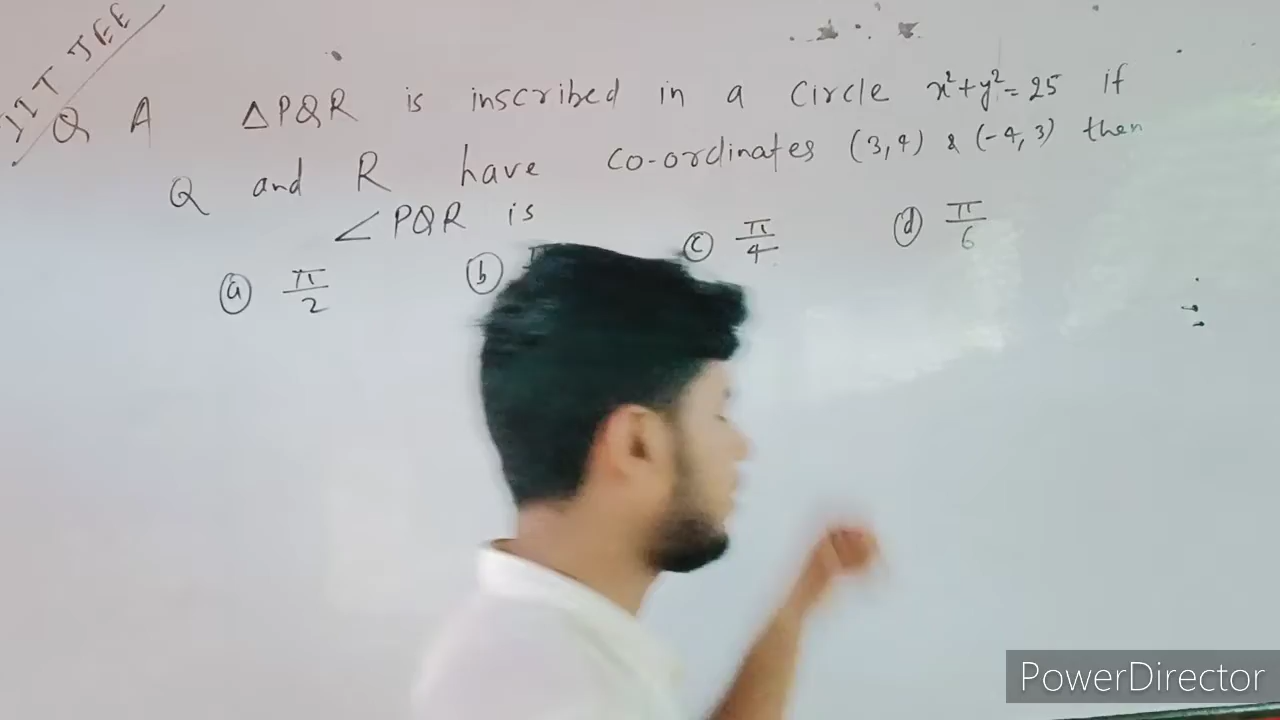 IIT JEE
Q A ΔPQR is inscribed in a circle x²+y²=25 if
Q and R have co-ordinates (3,4) & (-4,3) then
∠PQR is
(a) π/2 (b) (c) π/4 (d) π/6
PowerDirector